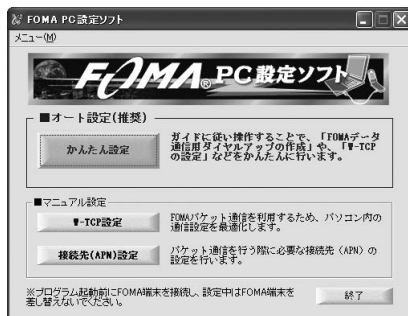 FOMA PC設定ソフト
メニュー(M)
FOMA® PC設定ソフト
■オート設定(推奨)
かんたん設定
ガイドに従い操作することで、「FOMAデータ
通信用ダイヤルアップの作成」や、「W-TCP
の設定」などをかんたんに行います。
■マニュアル設定
W-TCP設定
FOMAパケット通信を利用するため、パソコン内の
通信設定を最適化します。
接続先(APN)設定
パケット通信を行う際に必要な接続先(APN)の
設定を行います。
※プログラム起動前にFOMA端末を接続し、設定中はFOMA端末を
差し替えないでください。
終了